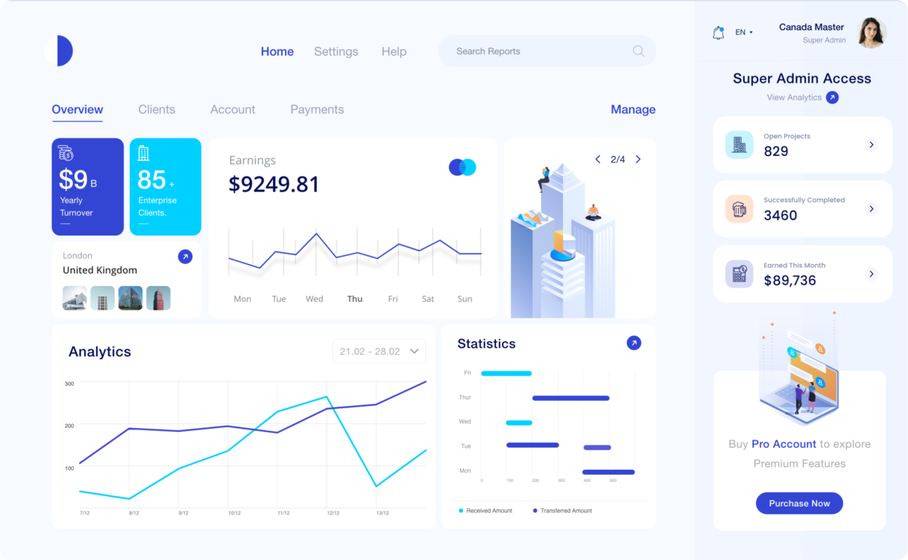 Home
Settings
Help
Search Reports
EN
Canada Master
Super Admin
Overview
Clients
Account
Payments
Manage
$9 B
Yearly
Turnover
85 +
Enterprise
Clients.
London
United Kingdom
Earnings
$9249.81
Mon Tue Wed Thu Fri Sat Sun
2/4
Analytics
21.02 - 28.02
300
200
100
7/12 8/12 9/12 10/12 11/12 12/12 13/12
Statistics
Fri
Thur
Wed
Tue
Mon
0 100 200 300 400 500
Received Amount
Transferred Amount
Super Admin Access
View Analytics
Open Projects
829
Successfully Completed
3460
Earned This Month
$89,736
Buy Pro Account to explore
Premium Features
Purchase Now